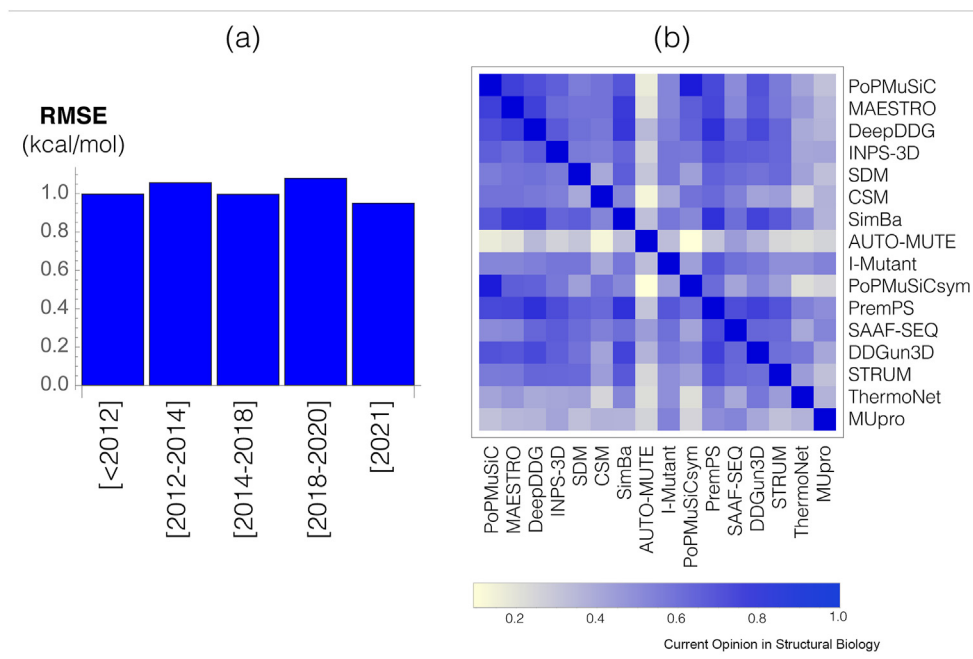 (a)
RMSE
(kcal/mol)
1.0
0.8
0.6
0.4
0.2
0.0
[<2012]
[2012-2014]
[2014-2018]
[2018-2020]
[2021]
(b)
PoPMuSiC
MAESTRO
DeepDDG
INPS-3D
SDM
CSM
SimBa
AUTO-MUTE
I-Mutant
PoPMuSiCsym
PremPS
SAAF-SEQ
DDGun3D
STRUM
ThermoNet
MUpro
PoPMuSiC
MAESTRO
DeepDDG
INPS-3D
SDM
CSM
SimBa
AUTO-MUTE
I-Mutant
PoPMuSiCsym
PremPS
SAAF-SEQ
DDGun3D
STRUM
ThermoNet
MUpro
0.2 0.4 0.6 0.8 1.0
Current Opinion in Structural Biology